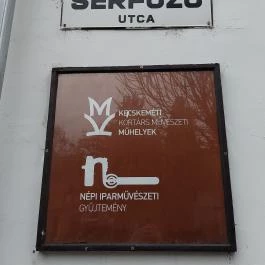 SERFŐZŐ
UTCA
KECSKEMÉTI
KORTÁRS MŰVÉSZETI
MŰHELYEK
NÉPI IPARMŰVÉSZETI
GYŰJTEMÉNY